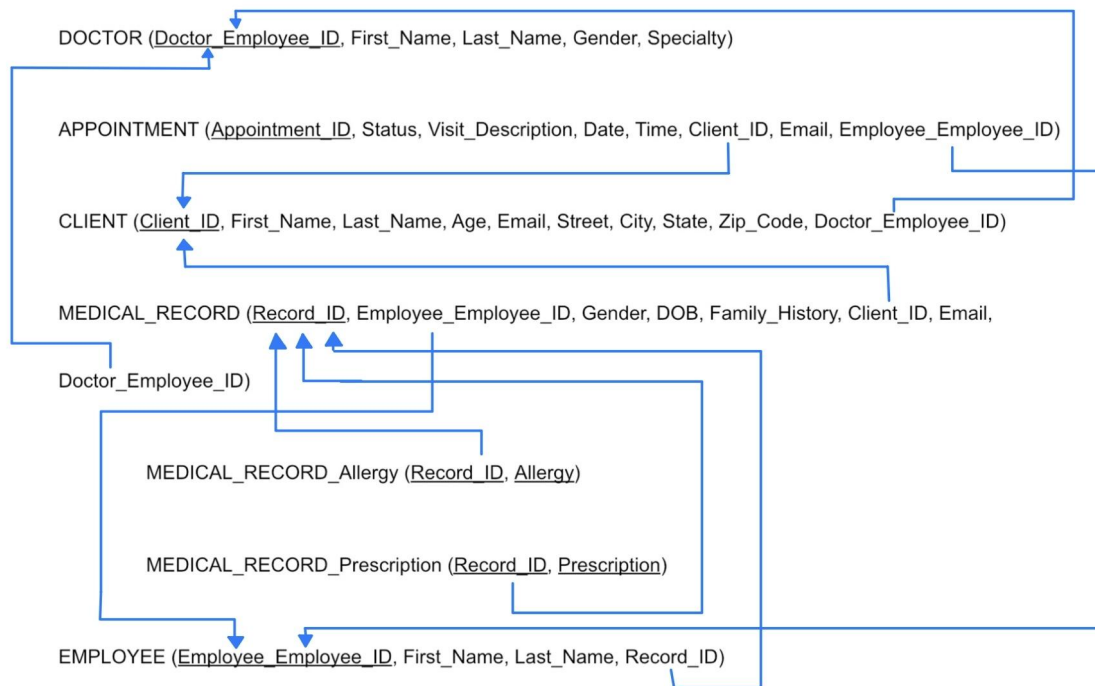 DOCTOR (Doctor_Employee_ID, First_Name, Last_Name, Gender, Specialty)
APPOINTMENT (Appointment_ID, Status, Visit_Description, Date, Time, Client_ID, Email, Employee_Employee_ID)
CLIENT (Client_ID, First_Name, Last_Name, Age, Email, Street, City, State, Zip_Code, Doctor_Employee_ID)
MEDICAL_RECORD (Record_ID, Employee_Employee_ID, Gender, DOB, Family_History, Client_ID, Email,
Doctor_Employee_ID)
MEDICAL_RECORD_Allergy (Record_ID, Allergy)
MEDICAL_RECORD_Prescription (Record_ID, Prescription)
EMPLOYEE (Employee_Employee_ID, First_Name, Last_Name, Record_ID)